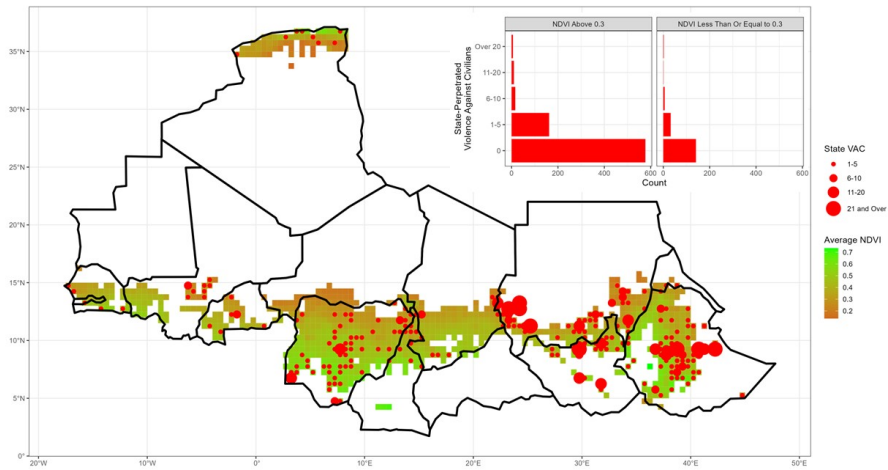 NDVI Above 0.3
NDVI Less Than Or Equal to 0.3
State-Perpetrated
Violence Against Civilians
Over 20
11-20
6-10
1-5
0
0 200 400 600
0 200 400 600
Count
35°N
30°N
25°N
20°N
15°N
10°N
5°N
0°
20°W 10°W 0° 10°E 20°E 30°E 40°E 50°E
State VAC
1-5
6-10
11-20
21 and Over
Average NDVI
0.7
0.6
0.5
0.4
0.3
0.2